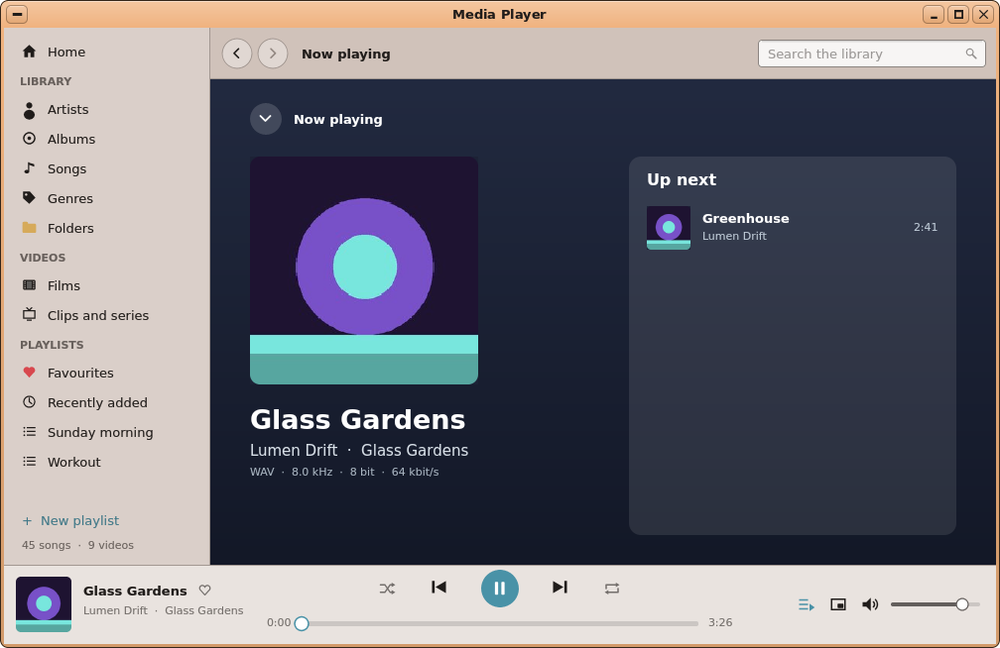 Media Player
Home
LIBRARY
Artists
Albums
Songs
Genres
Folders
VIDEOS
Films
Clips and series
PLAYLISTS
Favourites
Recently added
Sunday morning
Workout
+ New playlist
45 songs · 9 videos
Now playing
Search the library
Now playing
Glass Gardens
Lumen Drift · Glass Gardens
WAV · 8.0 kHz · 8 bit · 64 kbit/s
Up next
Greenhouse
Lumen Drift
2:41
Glass Gardens
Lumen Drift · Glass Gardens
0:00
3:26